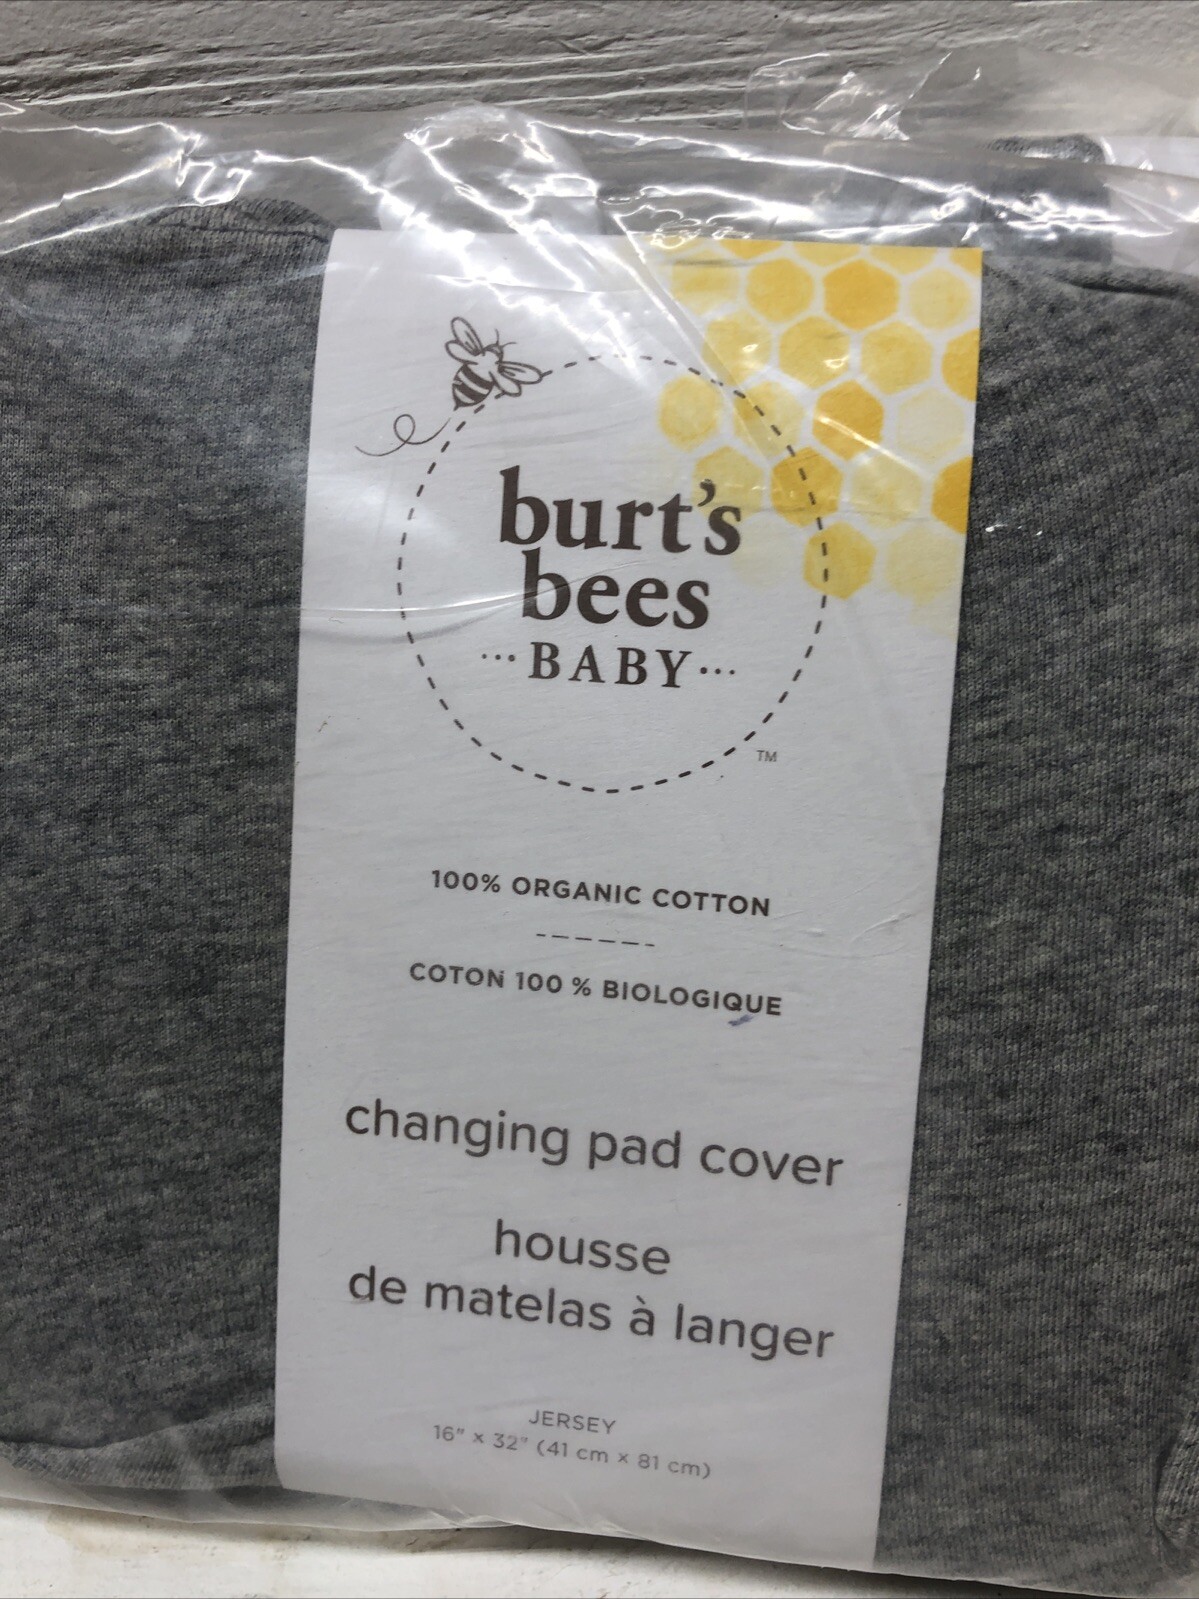 burt's
bees
···BABY···
TM
100% ORGANIC COTTON
COTON 100 % BIOLOGIQUE
changing pad cover
housse
de matelas à langer
JERSEY
16" x 32" (41 cm x 81 cm)